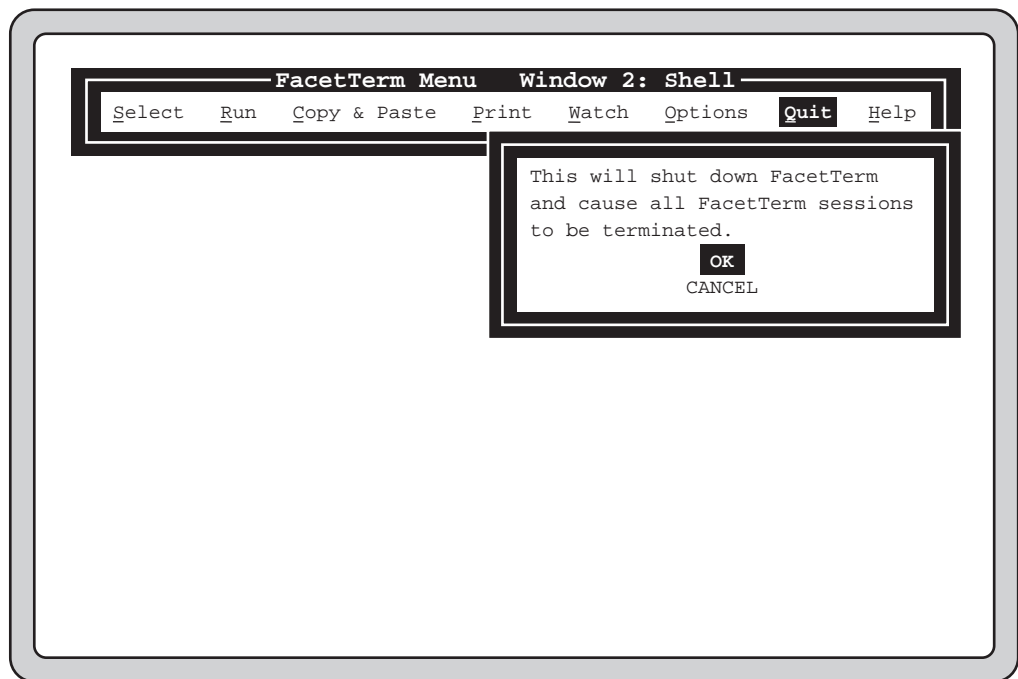 FacetTerm Menu Window 2: Shell
Select Run Copy & Paste Print Watch Options Quit Help
This will shut down FacetTerm
and cause all FacetTerm sessions
to be terminated.
OK
CANCEL